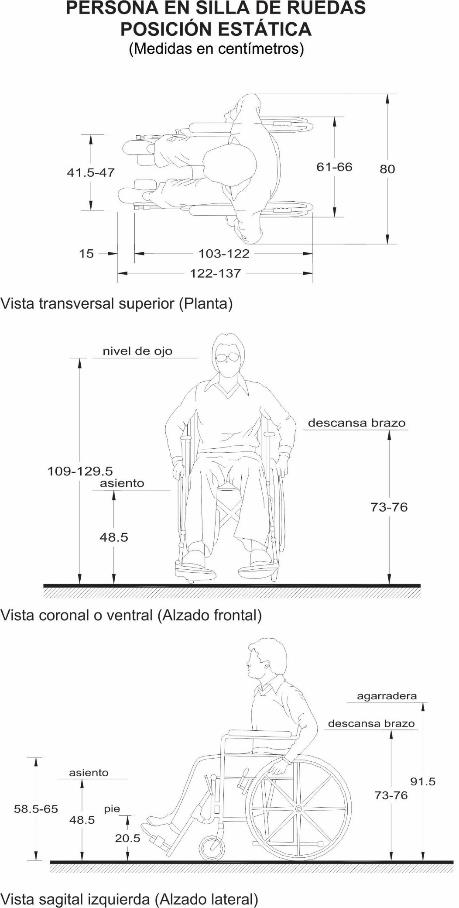 PERSONA EN SILLA DE RUEDAS
POSICIÓN ESTÁTICA
(Medidas en centímetros)
41.5-47
61-66
80
15
103-122
122-137
Vista transversal superior (Planta)
nivel de ojo
descansa brazo
109-129.5
asiento
73-76
48.5
Vista coronal o ventral (Alzado frontal)
agarradera
descansa brazo
asiento
91.5
58.5-65
pie
73-76
48.5
20.5
Vista sagital izquierda (Alzado lateral)